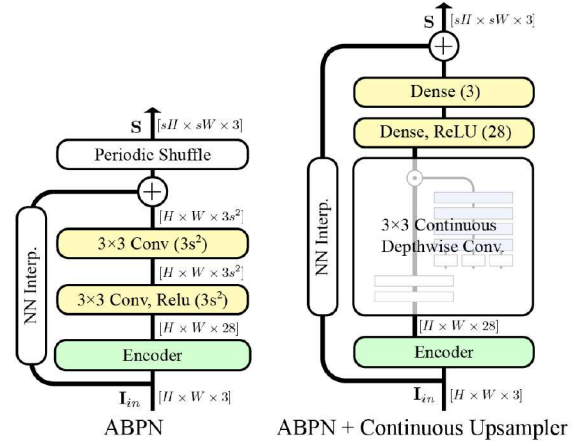 S [sH × sW × 3]
Periodic Shuffle
[H × W × 3s²]
3×3 Conv (3s²)
[H × W × 3s²]
3×3 Conv, Relu (3s²)
[H × W × 28]
Encoder
NN Interp.
I_in [H × W × 3]
ABPN
S [sH × sW × 3]
Dense (3)
Dense, ReLU (28)
3×3 Continuous
Depthwise Conv.
NN Interp.
[H × W × 28]
Encoder
I_in [H × W × 3]
ABPN + Continuous Upsampler